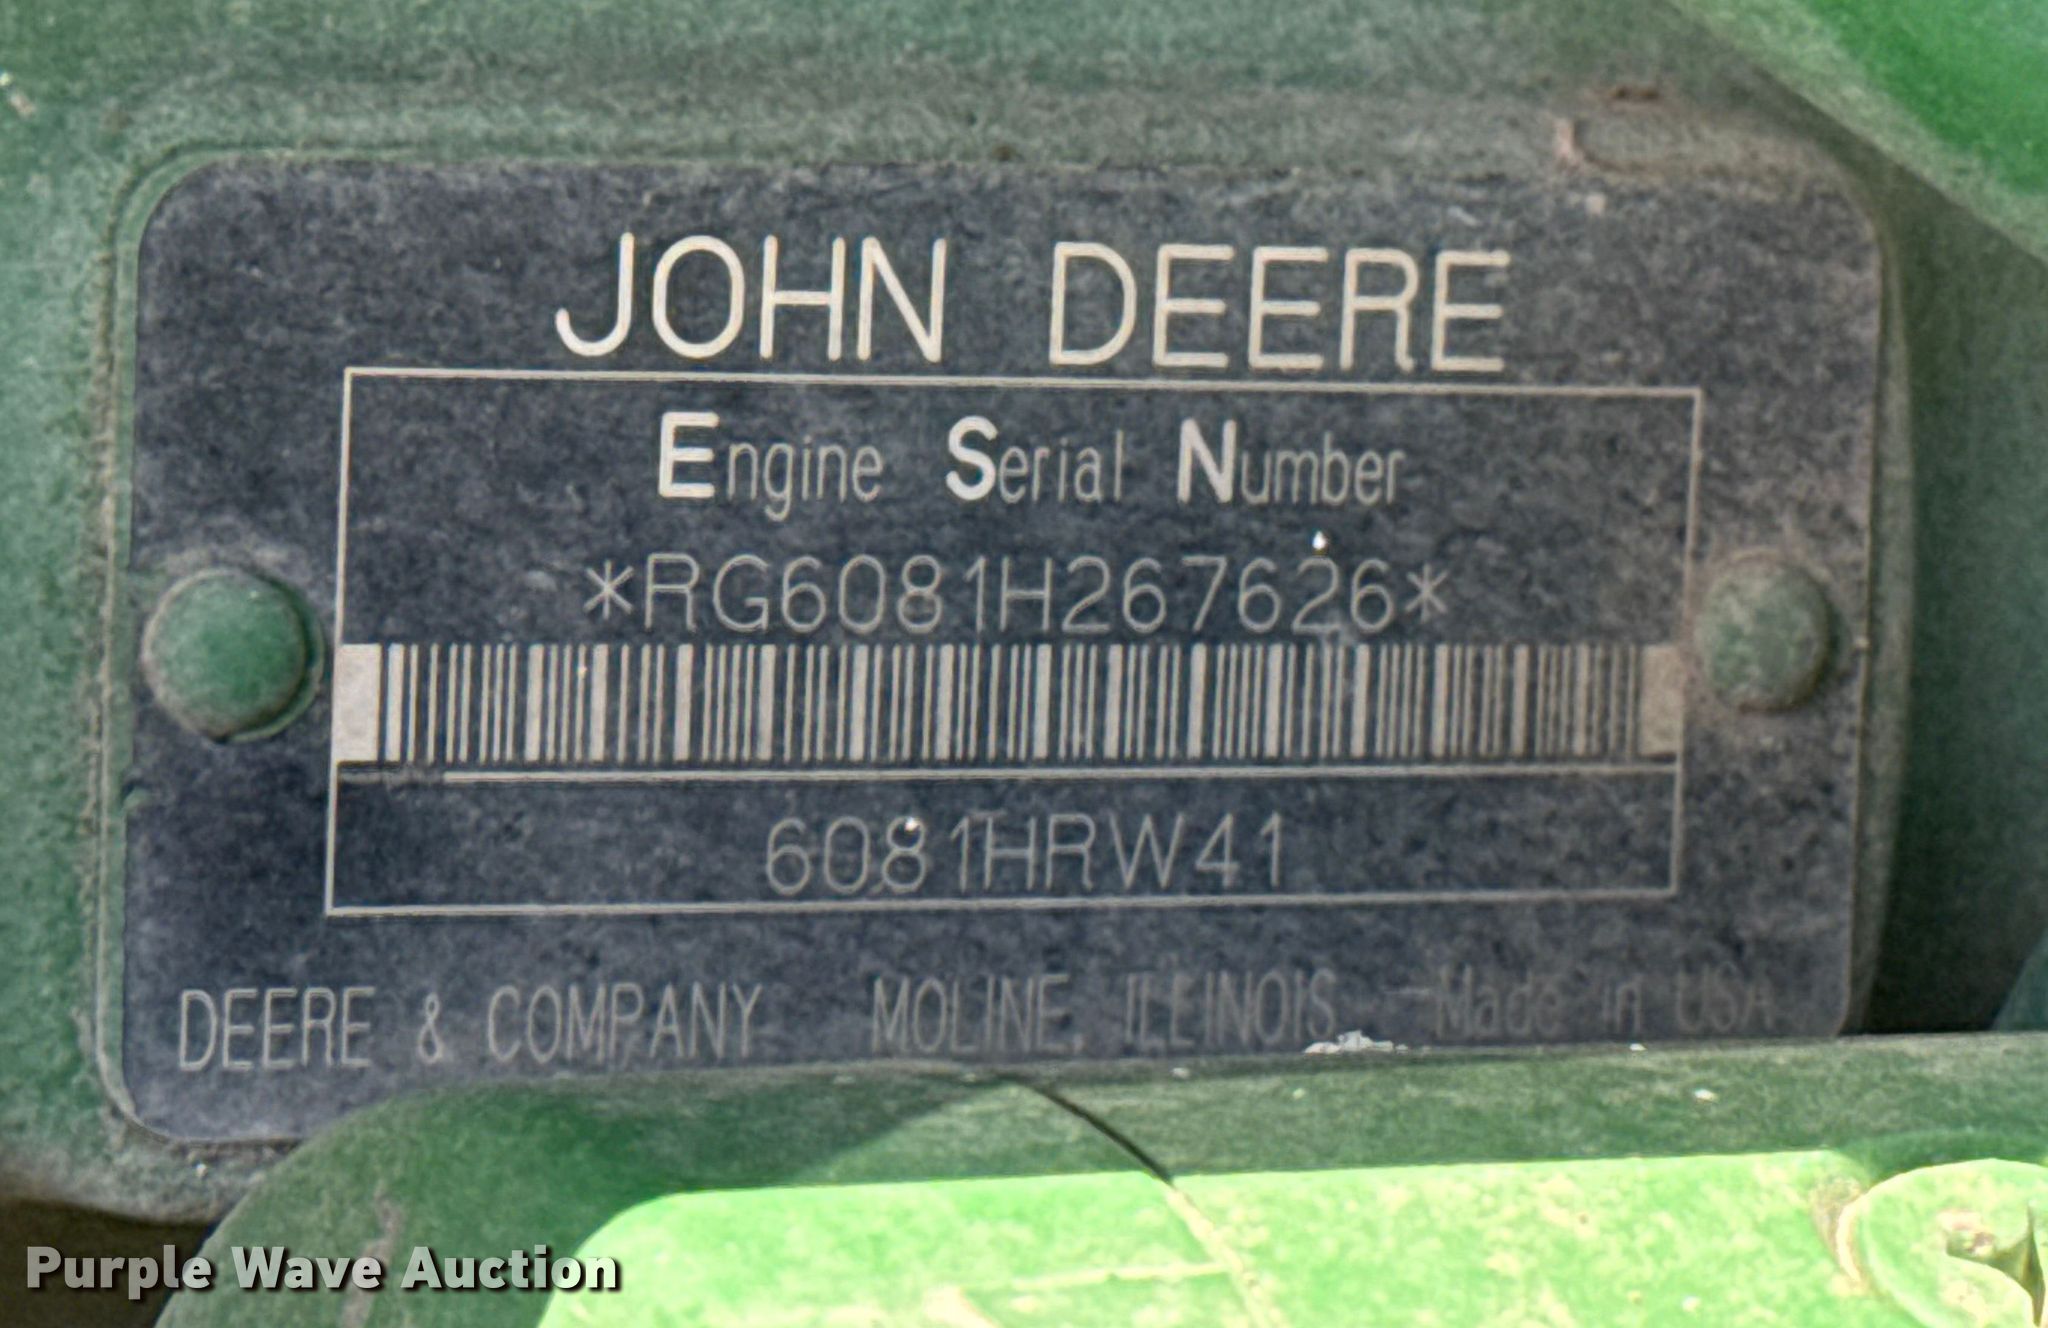 JOHN DEERE
Engine Serial Number
*RG6081H267626*
6081HRW41
DEERE & COMPANY MOLINE, ILLINOIS Made in USA
Purple Wave Auction